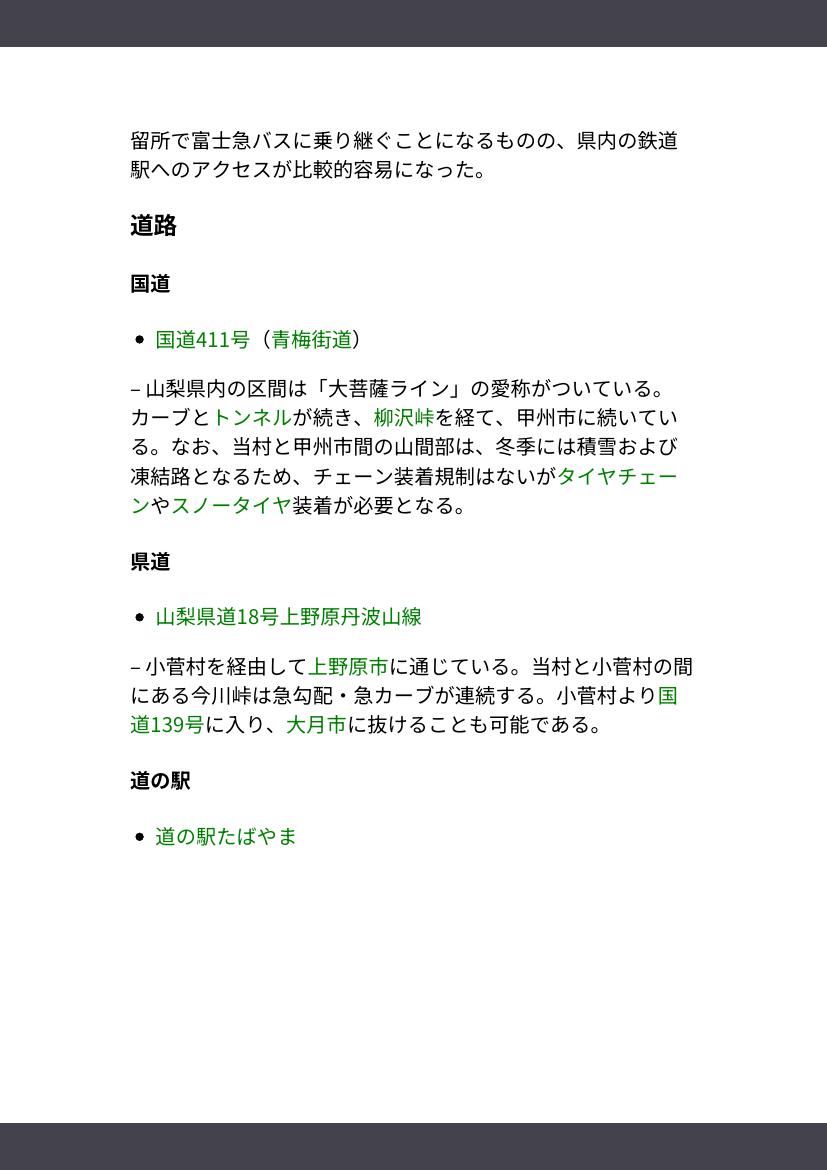 留所で富士急バスに乗り継ぐことになるものの、県内の鉄道
駅へのアクセスが比較的容易になった。
道路
国道
• 国道411号（青梅街道）
– 山梨県内の区間は「大菩薩ライン」の愛称がついている。
カーブとトンネルが続き、柳沢峠を経て、甲州市に続いてい
る。なお、当村と甲州市間の山間部は、冬季には積雪および
凍結路となるため、チェーン装着規制はないがタイヤチェー
ンやスノータイヤ装着が必要となる。
県道
• 山梨県道18号上野原丹波山線
– 小菅村を経由して上野原市に通じている。当村と小菅村の間
にある今川峠は急勾配・急カーブが連続する。小菅村より国
道139号に入り、大月市に抜けることも可能である。
道の駅
• 道の駅たばやま